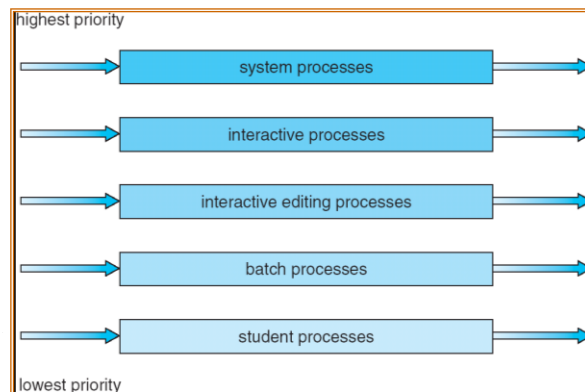 highest priority
system processes
interactive processes
interactive editing processes
batch processes
student processes
lowest priority